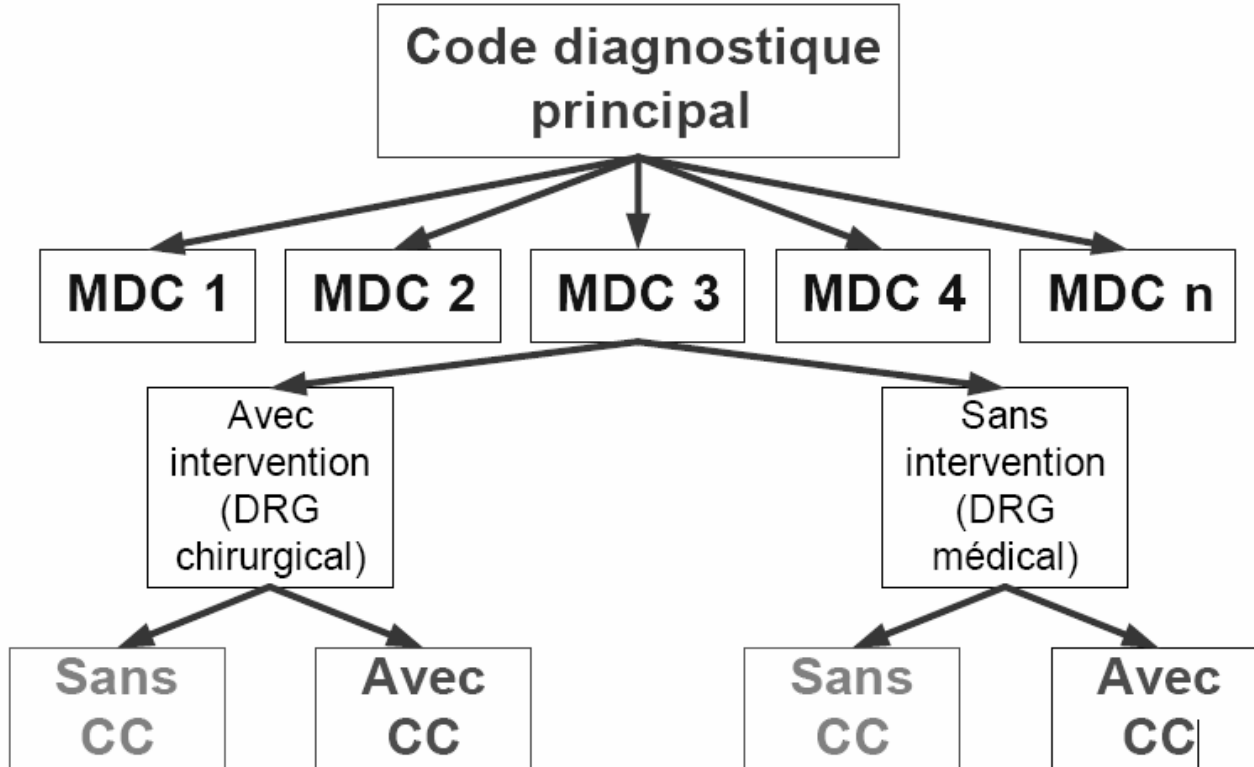 Code diagnostique
principal
MDC 1
MDC 2
MDC 3
MDC 4
MDC n
Avec
intervention
(DRG
chirurgical)
Sans
intervention
(DRG
médical)
Sans
CC
Avec
CC
Sans
CC
Avec
CC